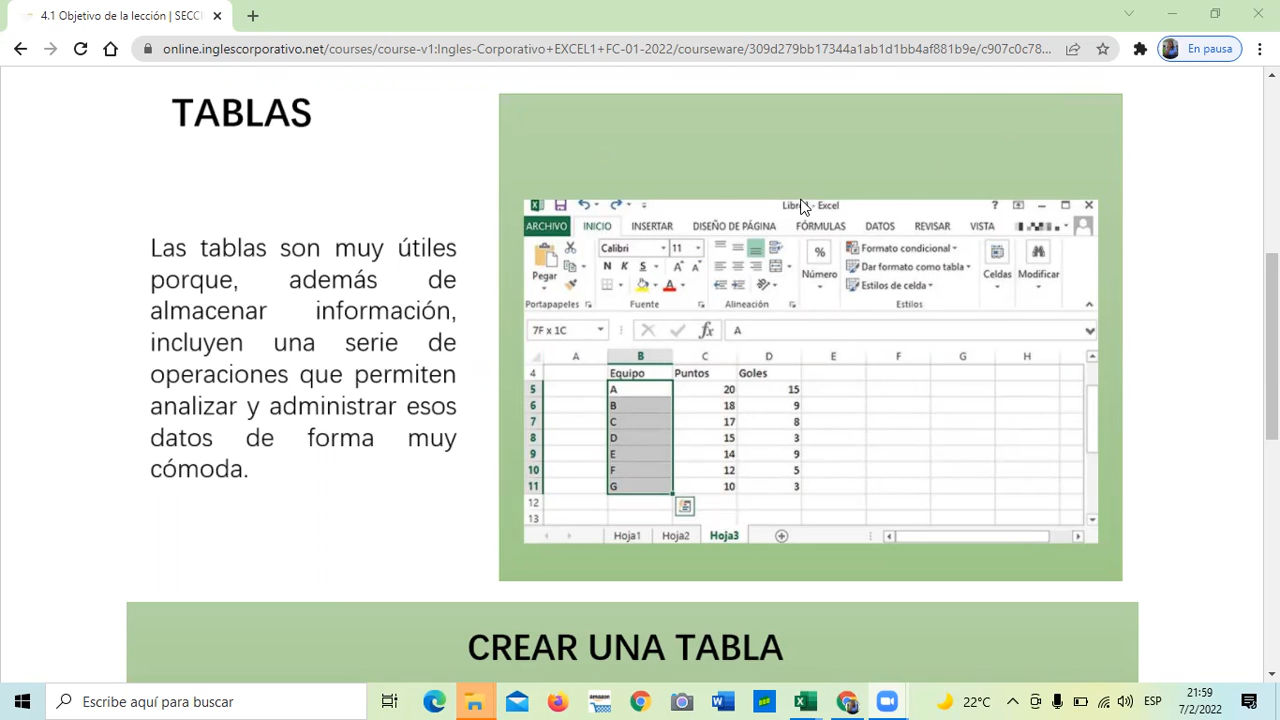 4.1 Objetivo de la lección | SECCI
online.inglescorporativo.net/courses/course-v1:Ingles-Corporativo+EXCEL1+FC-01-2022/courseware/309d279bb17344a1ab1d10b4af881b9e/c907c0c78...
En pausa
TABLAS
Las tablas son muy útiles
porque, además de
almacenar información,
incluyen una serie de
operaciones que permiten
analizar y administrar esos
datos de forma muy
cómoda.
- Excel
ARCHIVO INICIO INSERTAR DISEÑO DE PÁGINA FÓRMULAS DATOS REVISAR VISTA
Pegar
Calibri 11
N K S
Número
Formato condicional
Dar formato como tabla
Estilos de celda
Celdas
Modificar
Portapapeles Fuente Alineación Estilos
7F x 1C fx A
A B C D E F G H
4 Equipo Puntos Goles
5 A 20 15
6 B 18 9
7 C 17 8
8 D 15 3
9 E 14 9
10 F 12 5
11 G 10 3
12
13
Hoja1 Hoja2 Hoja3
CREAR UNA TABLA
Escribe aquí para buscar
22°C
ESP
21:59
7/2/2022